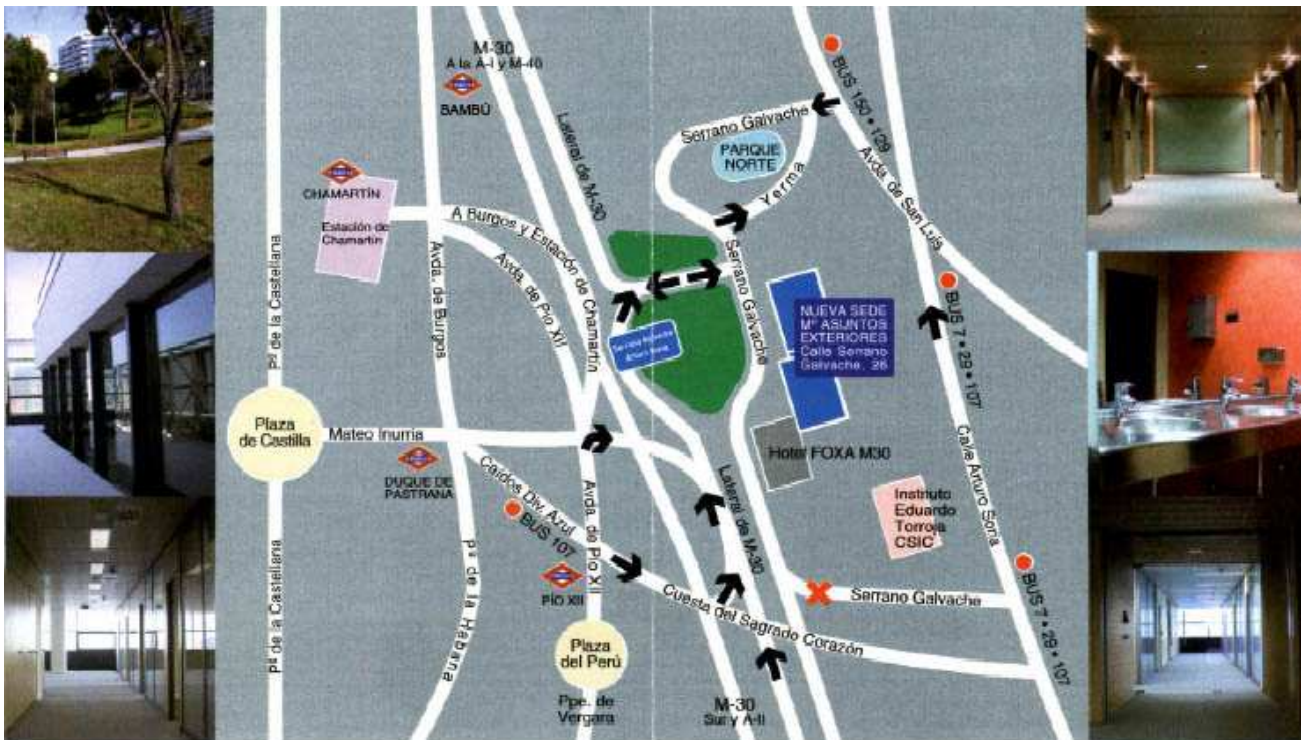 M-30
A la A-I y M-40
BAMBÚ
Lateral de M-30
BUS 150 • 129
Serrano Galvache
PARQUE
NORTE
Yerma
Avda. de San Luis
CHAMARTÍN
Estación de
Chamartín
A Burgos y Estación de Chamartín
Avda. de Pío XII
Avda. de Burgos
Pº de la Castellana
Serrano Galvache
NUEVA SEDE
Mº ASUNTOS
EXTERIORES
Calle Serrano
Galvache, 26
BUS 7 • 29 • 107
Plaza
de Castilla
Mateo Inurria
DUQUE DE
PASTRANA
Caídos Div. Azul
BUS 107
Avda. de Pío XII
Hotel FOXA M30
Lateral de M-30
Instituto
Eduardo
Torroja
CSIC
Calle Arturo Soria
Pº de la Castellana
Pº de la Habana
PÍO XII
Cuesta del Sagrado Corazón
Serrano Galvache
BUS 7 • 29 • 107
Plaza
del Perú
Ppe. de
Vergara
M-30
Sur y A-II